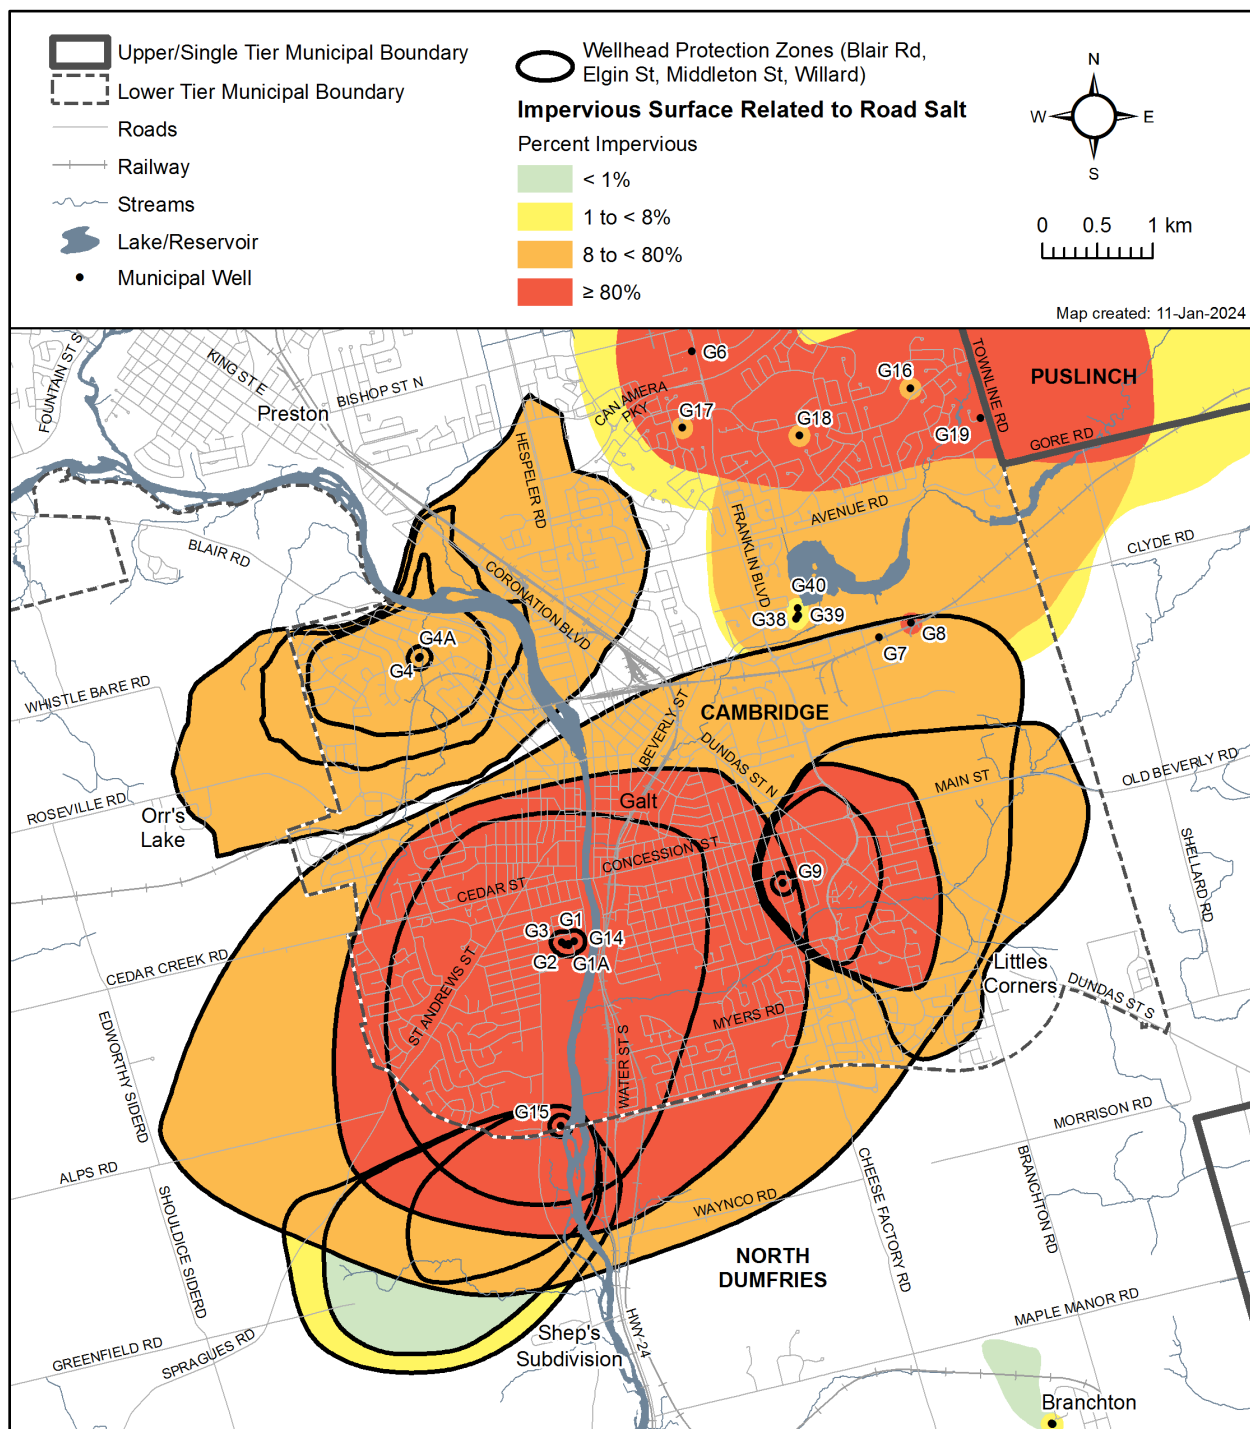 Upper/Single Tier Municipal Boundary
Lower Tier Municipal Boundary
Roads
Railway
Streams
Lake/Reservoir
Municipal Well
Wellhead Protection Zones (Blair Rd,
Elgin St, Middleton St, Willard)
Impervious Surface Related to Road Salt
Percent Impervious
< 1%
1 to < 8%
8 to < 80%
≥ 80%
N
W E
S
0 0.5 1 km
Map created: 11-Jan-2024
FOUNTAIN ST S
KING ST E
BISHOP ST N
Preston
HESPELER RD
CAN AMERA
PKY
G6
G16
G17
G18
G19
TOWNLINE RD
PUSLINCH
GORE RD
BLAIR RD
FRANKLIN BLVD
AVENUE RD
CLYDE RD
CORONATION BLVD
G40
G38
G39
G8
G7
G4A
G4
WHISTLE BARE RD
BEVERLY ST
CAMBRIDGE
DUNDAS ST N
MAIN ST
OLD BEVERLY RD
ROSEVILLE RD
Orr's
Lake
Galt
SHELLARD RD
CONCESSION ST
CEDAR ST
G9
G1
G3
G14
G2
G1A
CEDAR CREEK RD
ST ANDREWS ST
Littles
Corners
DUNDAS ST S
MYERS RD
WATER ST S
EDWORTHY SIDERD
G15
MORRISON RD
ALPS RD
SHOULDICE SIDERD
WAYNCO RD
CHEESE FACTORY RD
BRANCHTON RD
NORTH
DUMFRIES
MAPLE MANOR RD
HWY-24
Shep's
Subdivision
GREENFIELD RD
SPRAGUES RD
Branchton